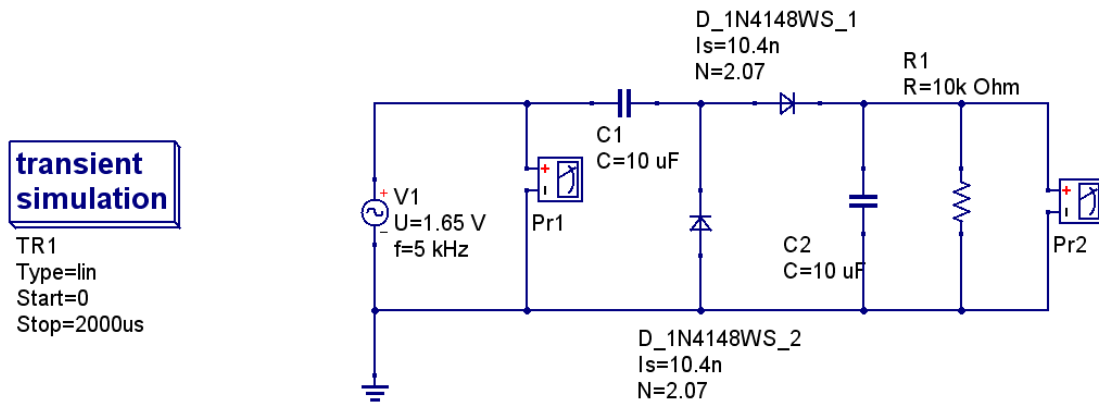 D_1N4148WS_1
Is=10.4n
N=2.07
R1
R=10k Ohm
C1
C=10 uF
transient
simulation
TR1
Type=lin
Start=0
Stop=2000us
+
V1
U=1.65 V
−
f=5 kHz
+
-
Pr1
C2
C=10 uF
+
-
Pr2
D_1N4148WS_2
Is=10.4n
N=2.07